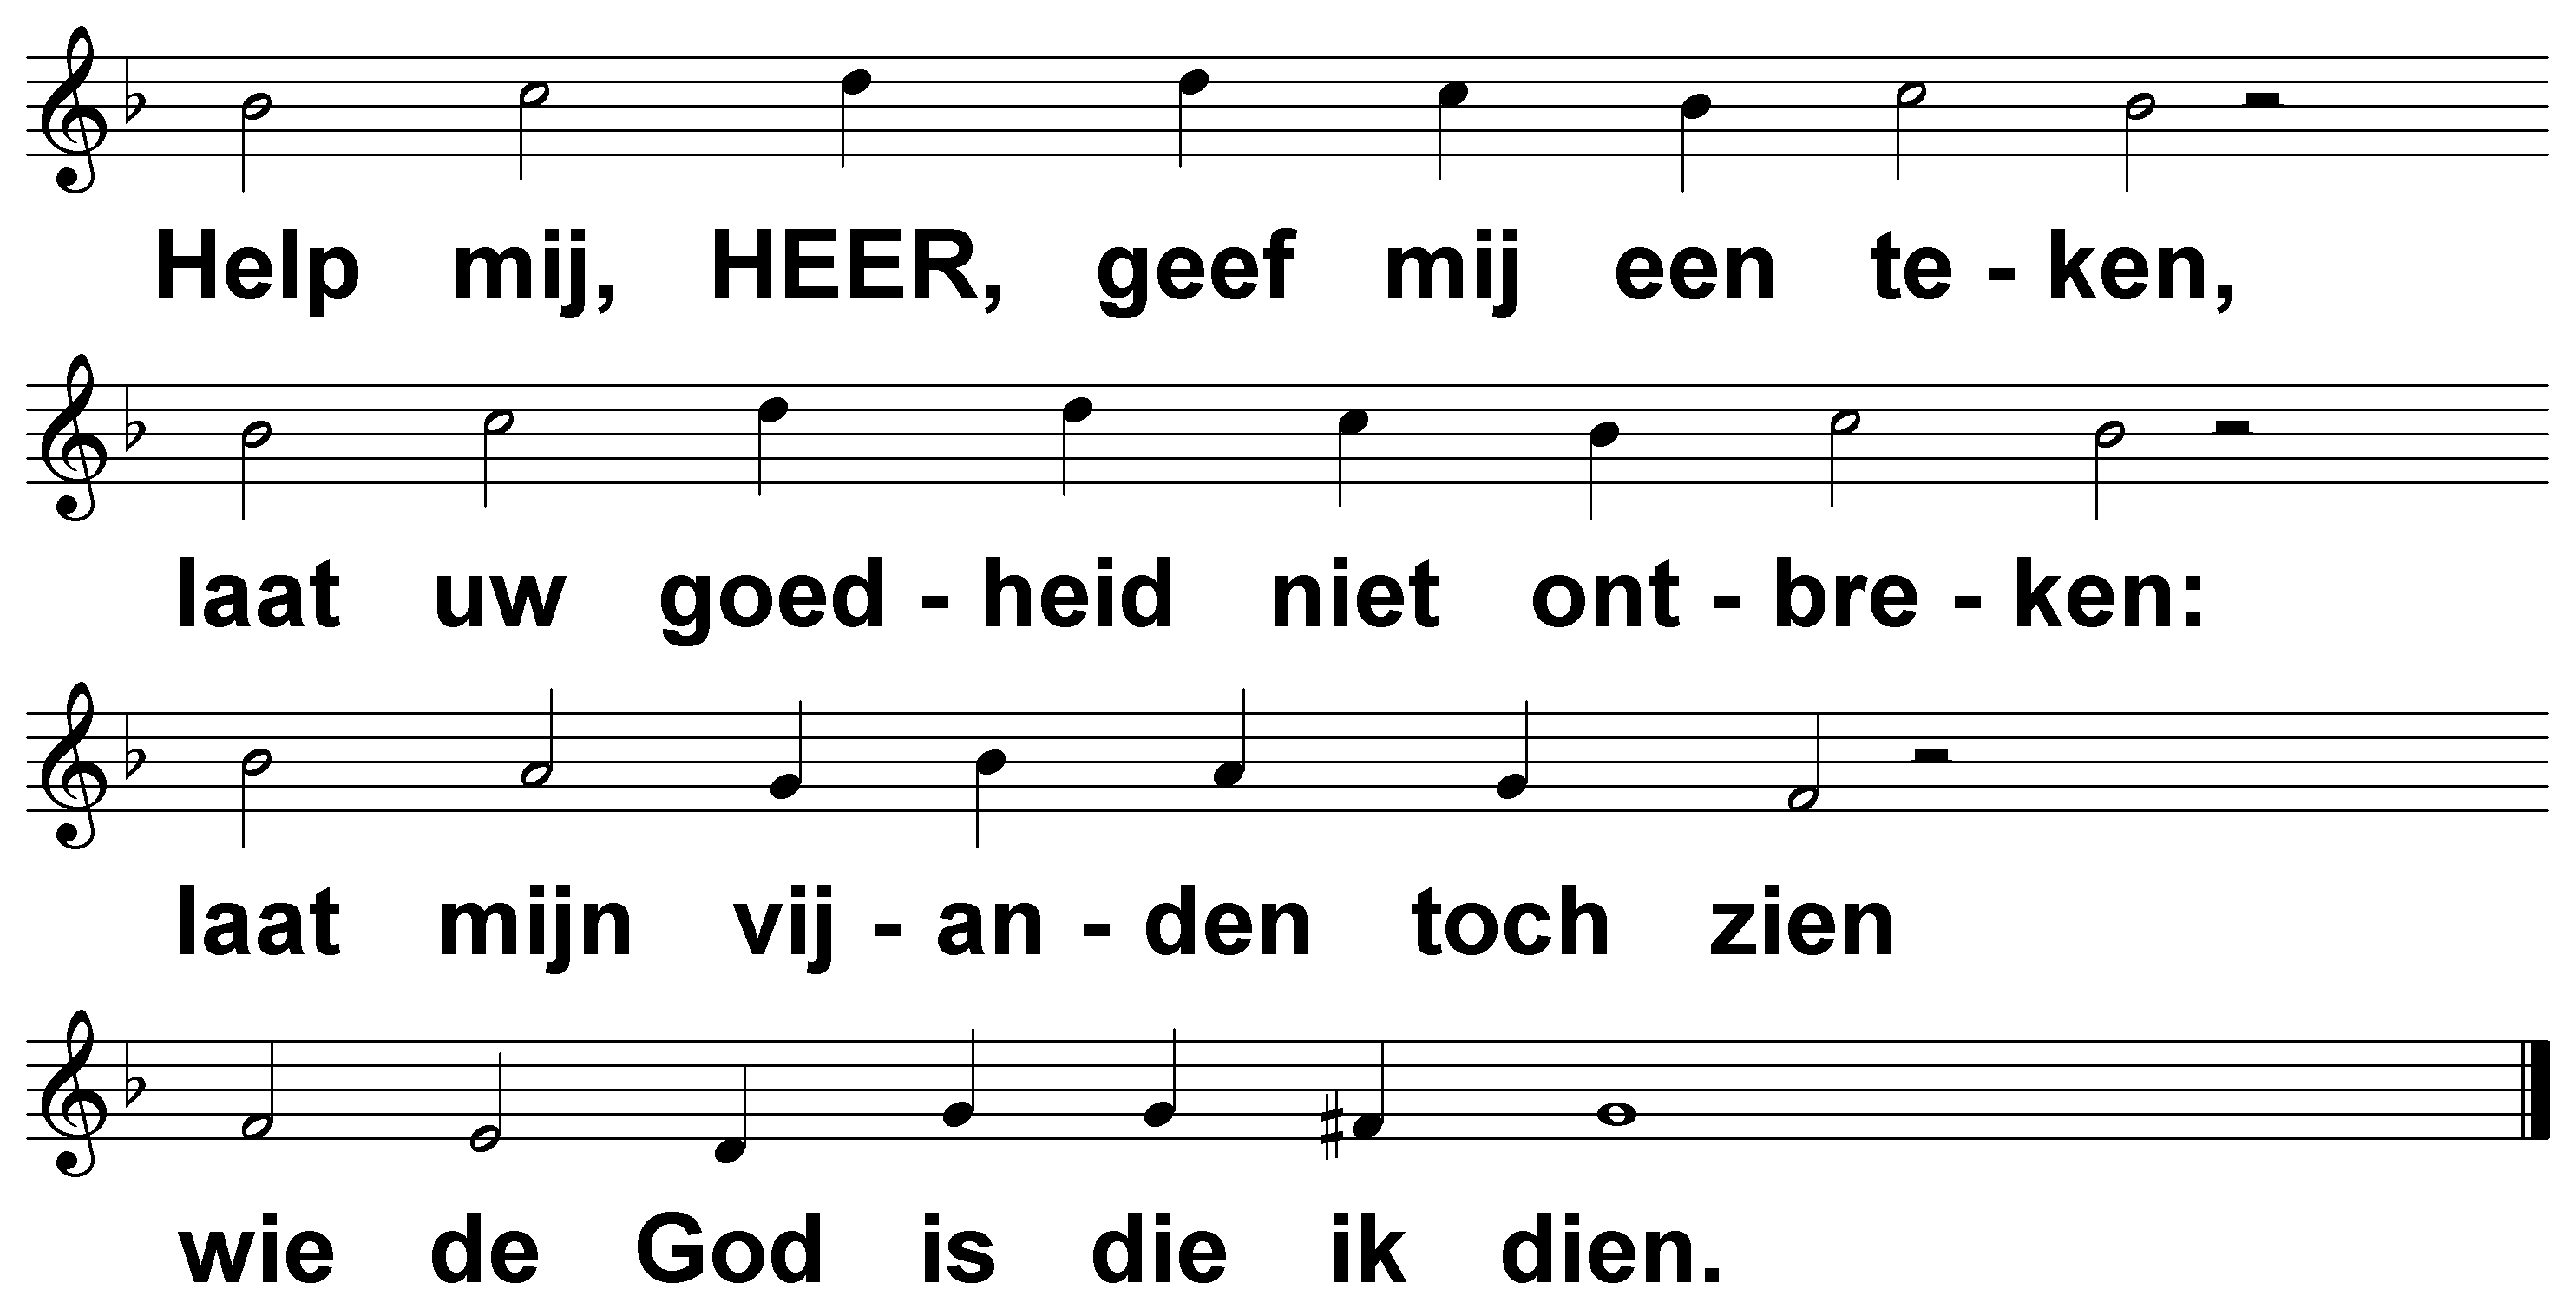 Help mij, HEER, geef mij een te - ken,
laat uw goed - heid niet ont - bre - ken:
laat mijn vij - an - den toch zien
wie de God is die ik dien.